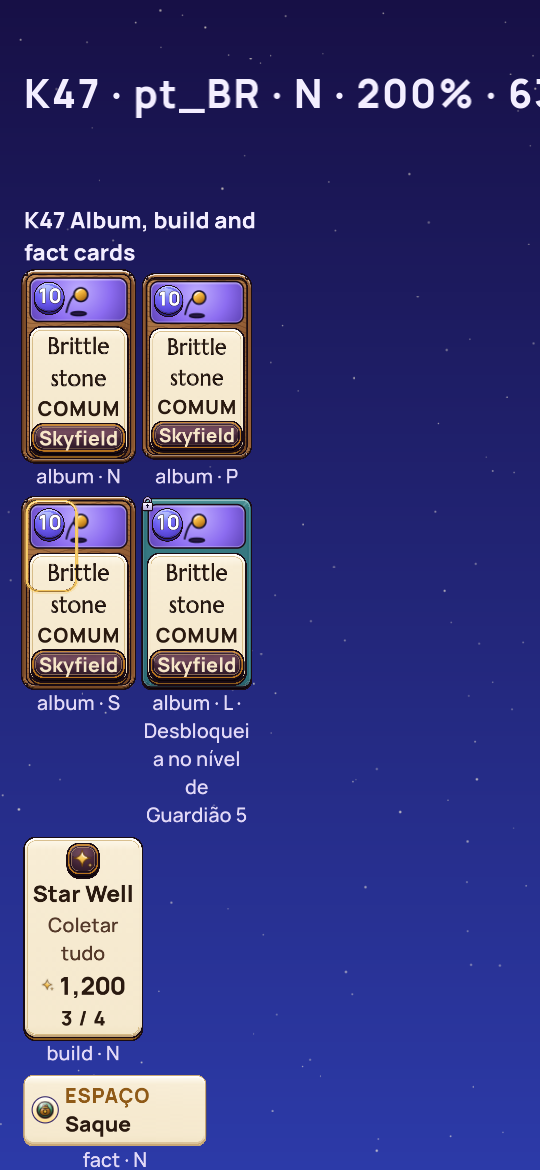 K47 · pt_BR · N · 200% · 63
K47 Album, build and
fact cards
10
Brittle
stone
COMUM
Skyfield
album · N
10
Brittle
stone
COMUM
Skyfield
album · P
10
Brittle
stone
COMUM
Skyfield
album · S
10
Brittle
stone
COMUM
Skyfield
album · L ·
Desbloquei
a no nível
de
Guardião 5
Star Well
Coletar
tudo
1,200
3 / 4
build · N
ESPAÇO
Saque
fact · N